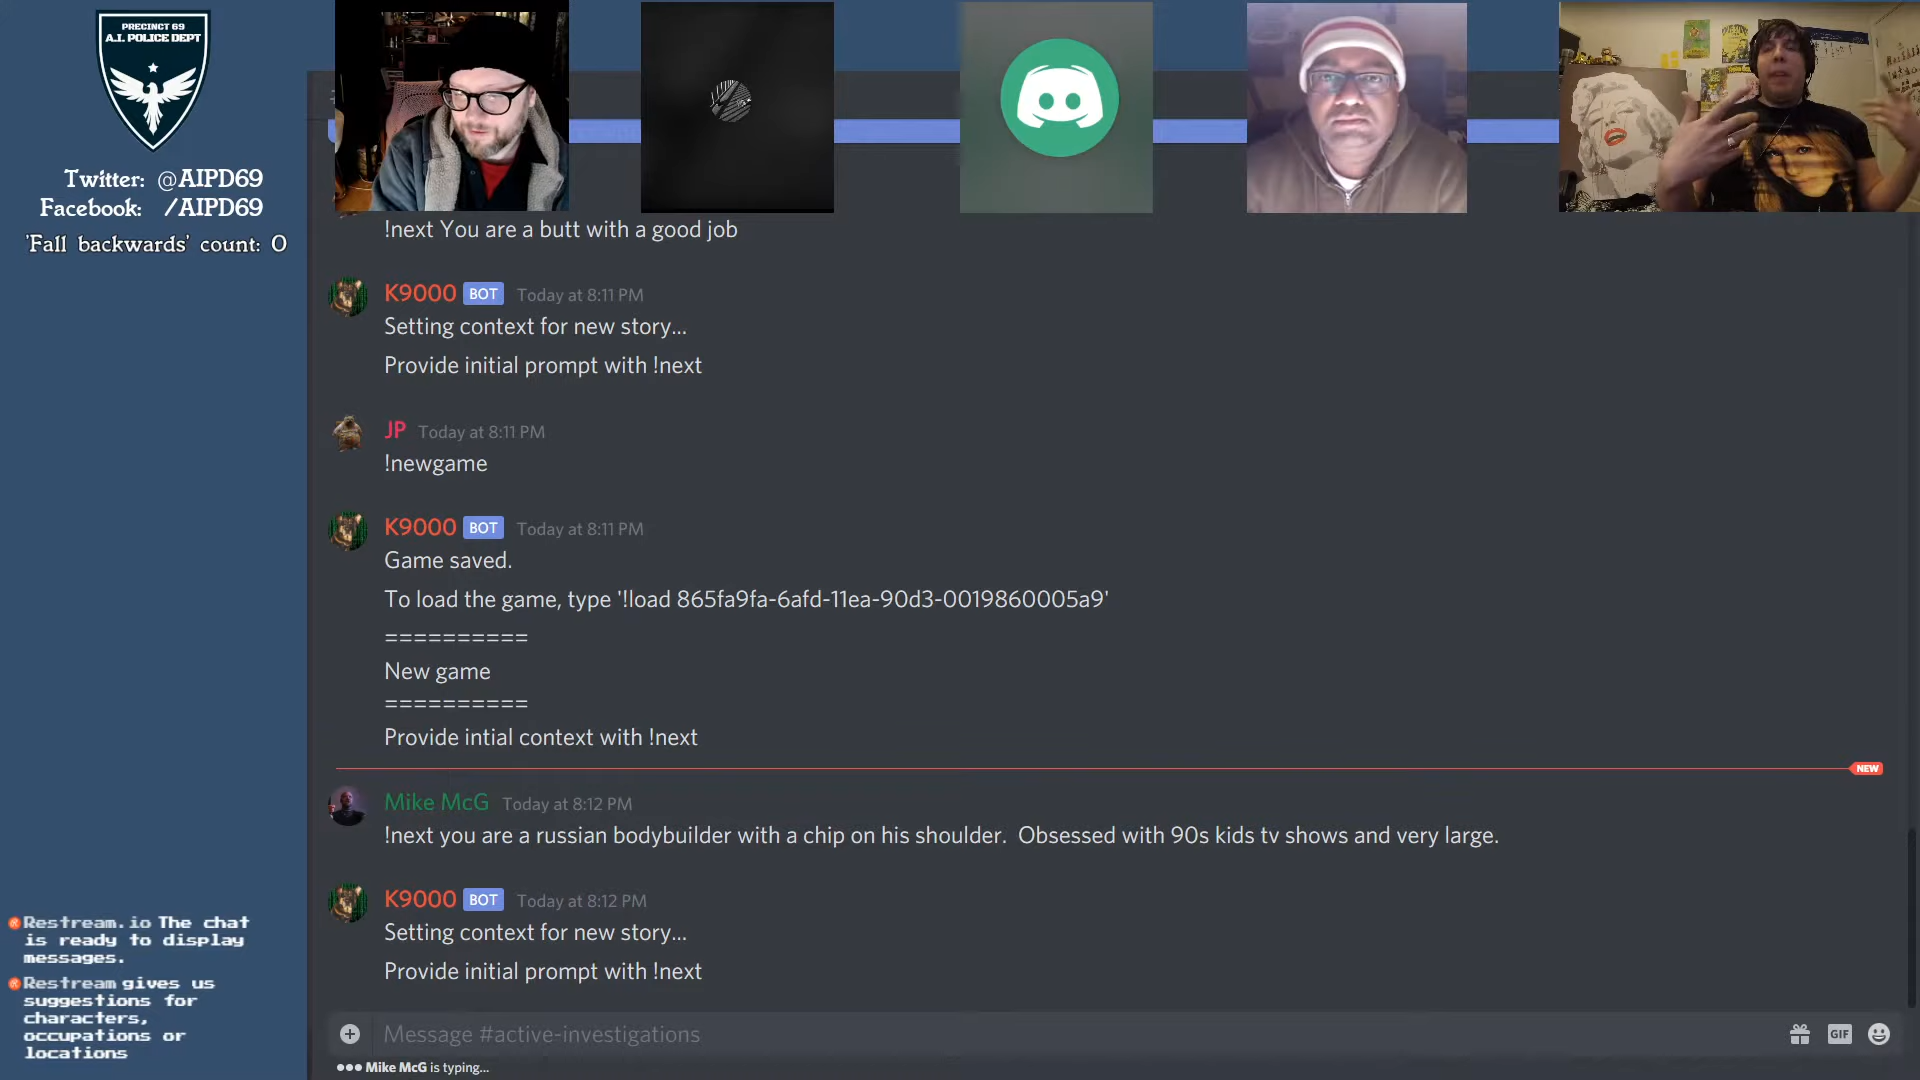 PRECINCT 69
A.I. POLICE DEPT
Twitter: @AIPD69
Facebook: /AIPD69
'Fall backwards' count: 0
!next You are a butt with a good job
K9000 BOT Today at 8:11 PM
Setting context for new story...
Provide initial prompt with !next
JP Today at 8:11 PM
!newgame
K9000 BOT Today at 8:11 PM
Game saved.
To load the game, type '!load 865fa9fa-6afd-11ea-90d3-0019860005a9'
==========
New game
==========
Provide intial context with !next
NEW
Mike McG Today at 8:12 PM
!next you are a russian bodybuilder with a chip on his shoulder.  Obsessed with 90s kids tv shows and very large.
K9000 BOT Today at 8:12 PM
Setting context for new story...
Provide initial prompt with !next
Restream.io The chat
is ready to display
messages.
Restream gives us
suggestions for
characters,
occupations or
locations
Message #active-investigations
GIF
Mike McG is typing...